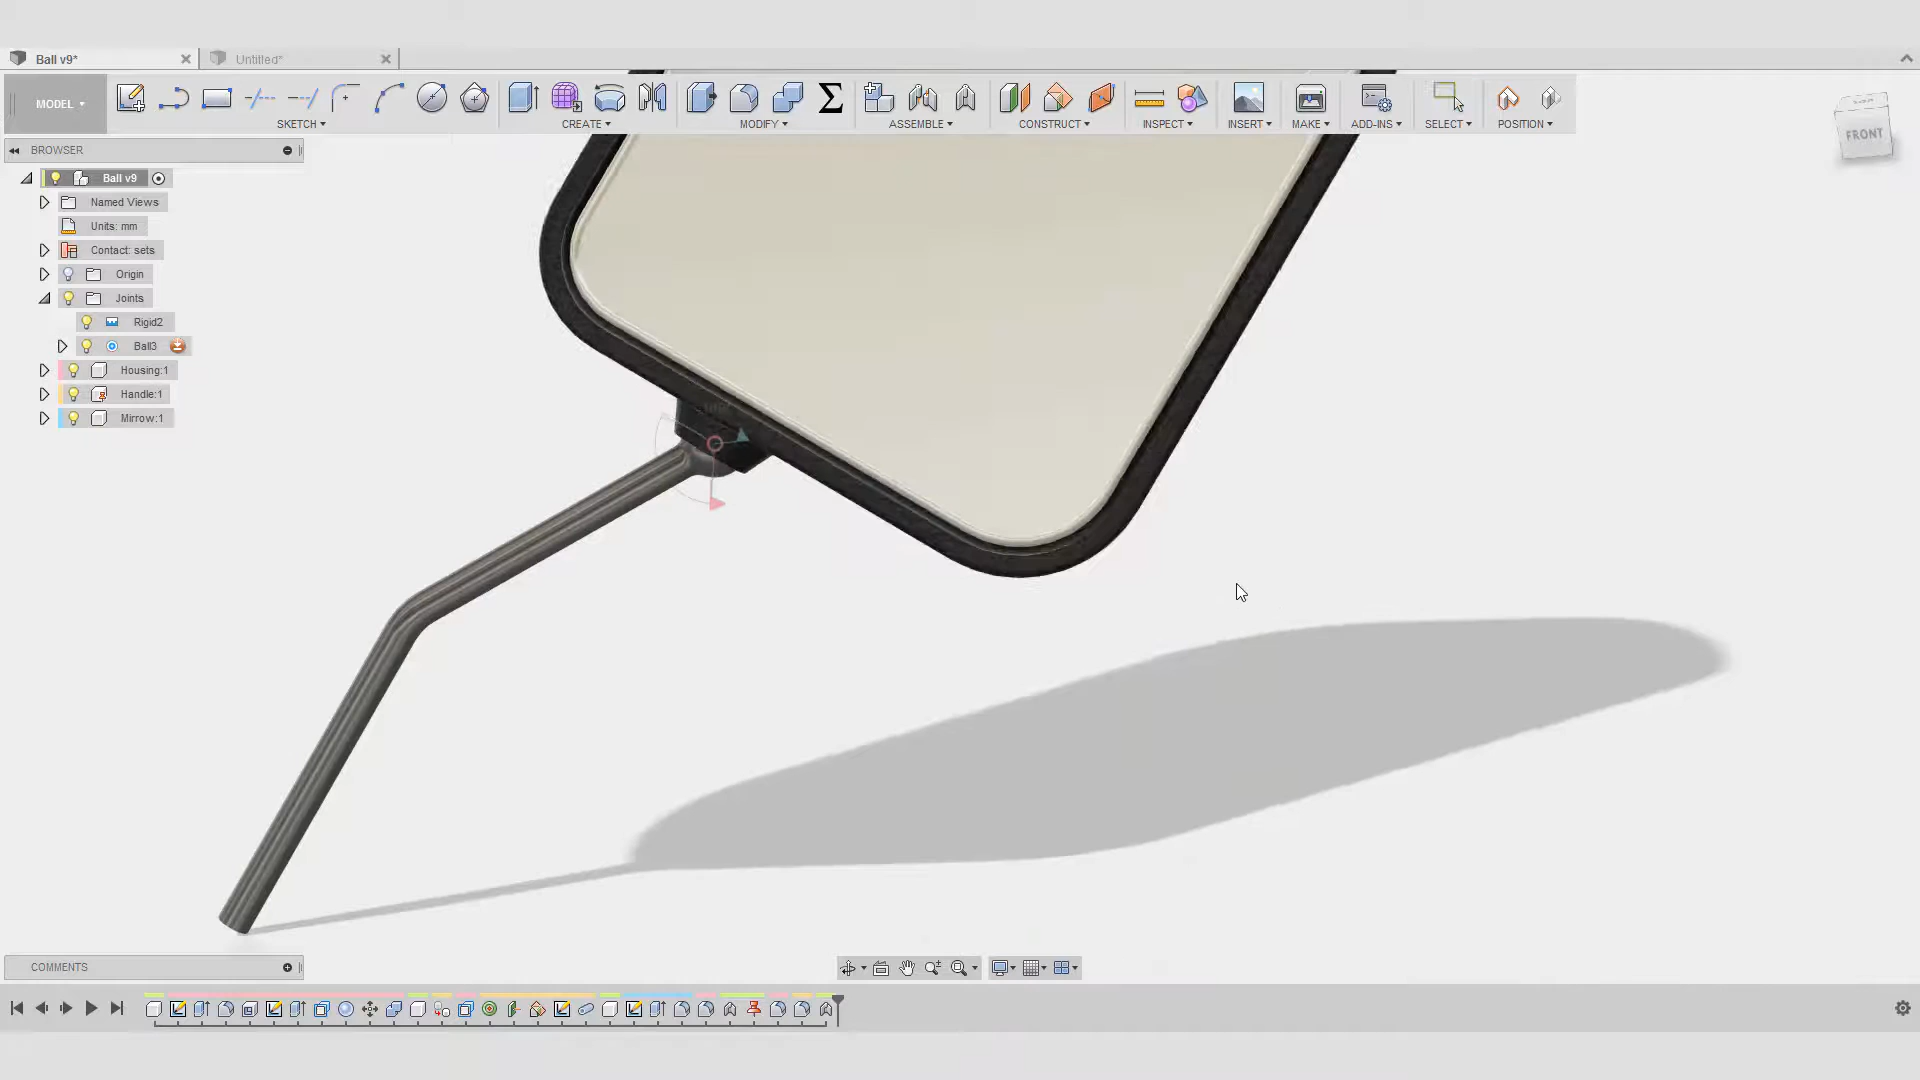 Ball v9*
Untitled*
MODEL
SKETCH
CREATE
MODIFY
ASSEMBLE
CONSTRUCT
INSPECT
INSERT
MAKE
ADD-INS
SELECT
POSITION
FRONT
BROWSER
Ball v9
Named Views
Units: mm
Contact: sets
Origin
Joints
Rigid2
Ball3
Housing:1
Handle:1
Mirrow:1
COMMENTS